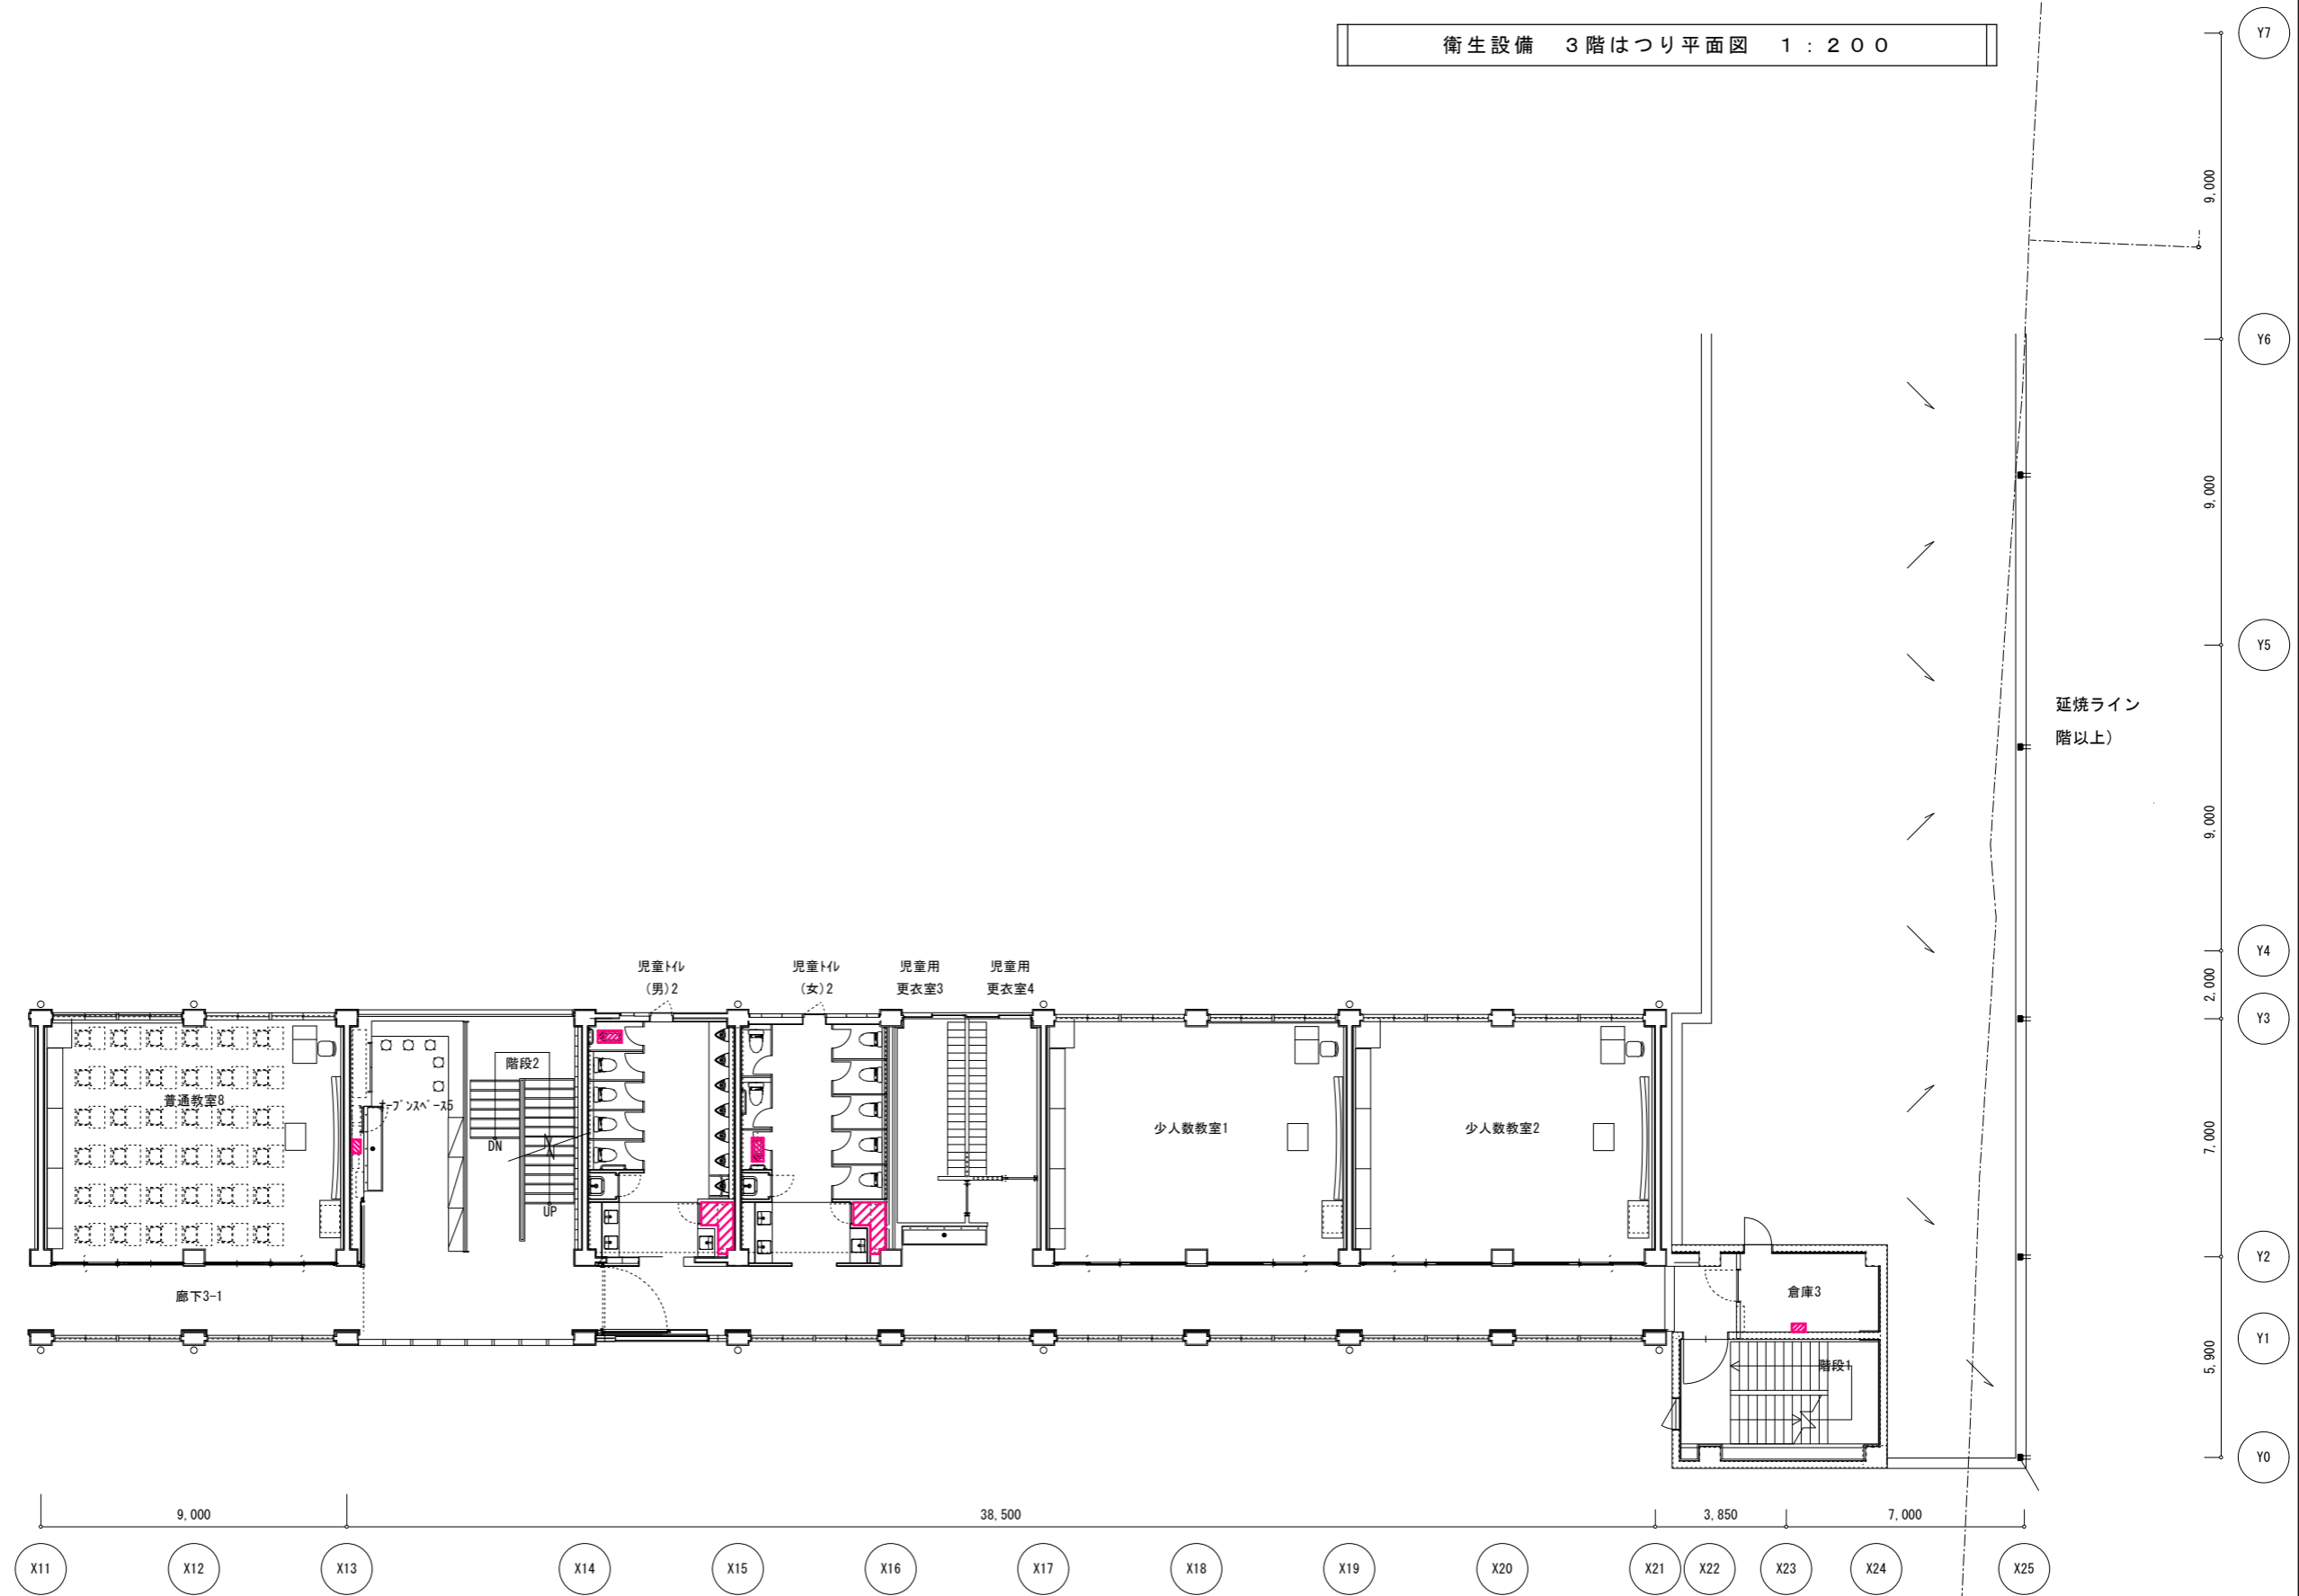 衛生設備 3階はつり平面図 1:200
Y7
9,000
Y6
9,000
Y5
延焼ライン
階以上)
9,000
Y4
2,000
Y3
7,000
Y2
5,900
Y1
Y0
児童ﾄｲﾚ
(男)2
児童ﾄｲﾚ
(女)2
児童用
更衣室3
児童用
更衣室4
階段2
普通教室8
ｵｰﾌﾟﾝｽﾍﾟｰｽ5
DN
UP
少人数教室1
少人数教室2
廊下3-1
倉庫3
階段1
9,000
38,500
3,850
7,000
X11
X12
X13
X14
X15
X16
X17
X18
X19
X20
X21
X22
X23
X24
X25